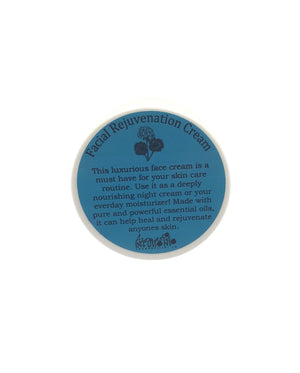 Facial Rejuvenation Cream
This luxurious face cream is a
must have for your skin care
routine. Use it as a deeply
nourishing night cream or your
everday moisturizer! Made with
pure and powerful essential oils,
it can help heal and rejuvenate
anyones skin.